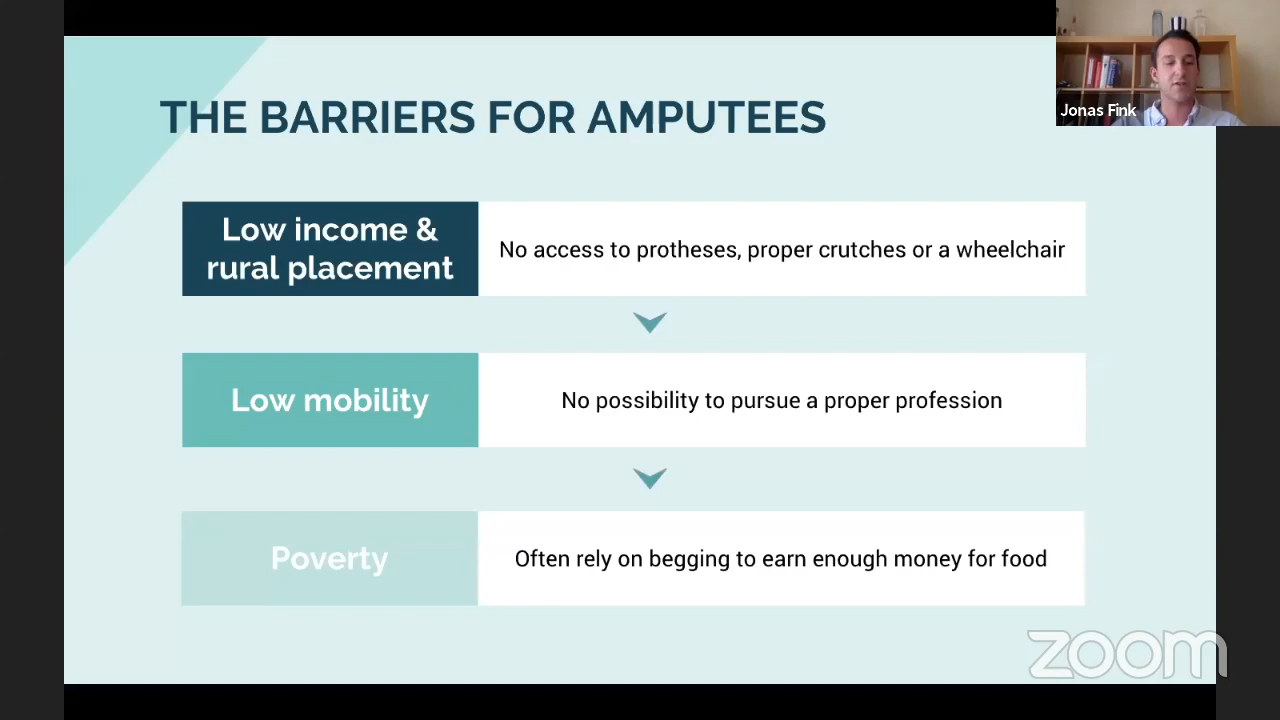 THE BARRIERS FOR AMPUTEES
Jonas Fink
Low income &
rural placement
No access to protheses, proper crutches or a wheelchair
Low mobility
No possibility to pursue a proper profession
Poverty
Often rely on begging to earn enough money for food
zoom